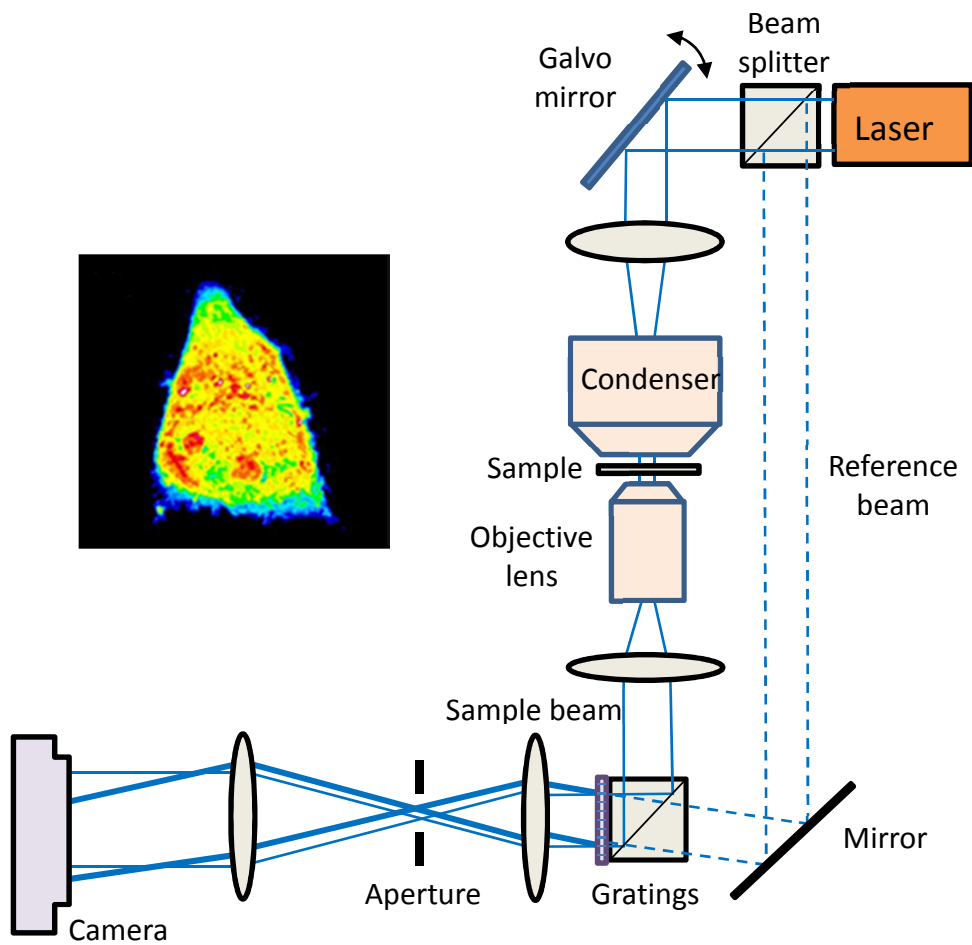 Beam
splitter
Galvo
mirror
Laser
Condenser
Sample
Reference
beam
Objective
lens
Sample beam
Mirror
Aperture
Gratings
Camera